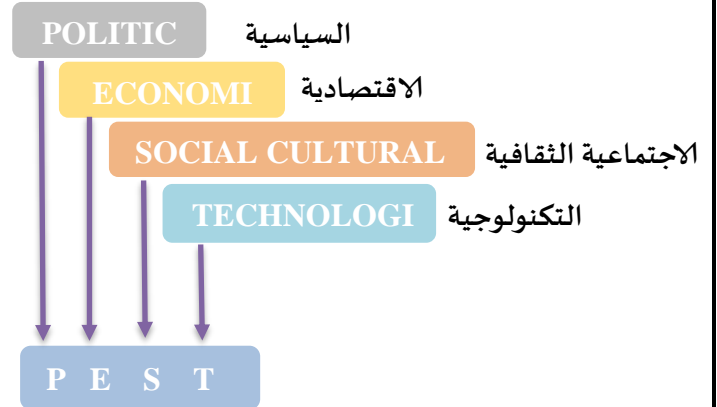 POLITIC السياسية
ECONOMI الاقتصادية
SOCIAL CULTURAL الاجتماعية الثقافية
TECHNOLOGI التكنولوجية
P E S T